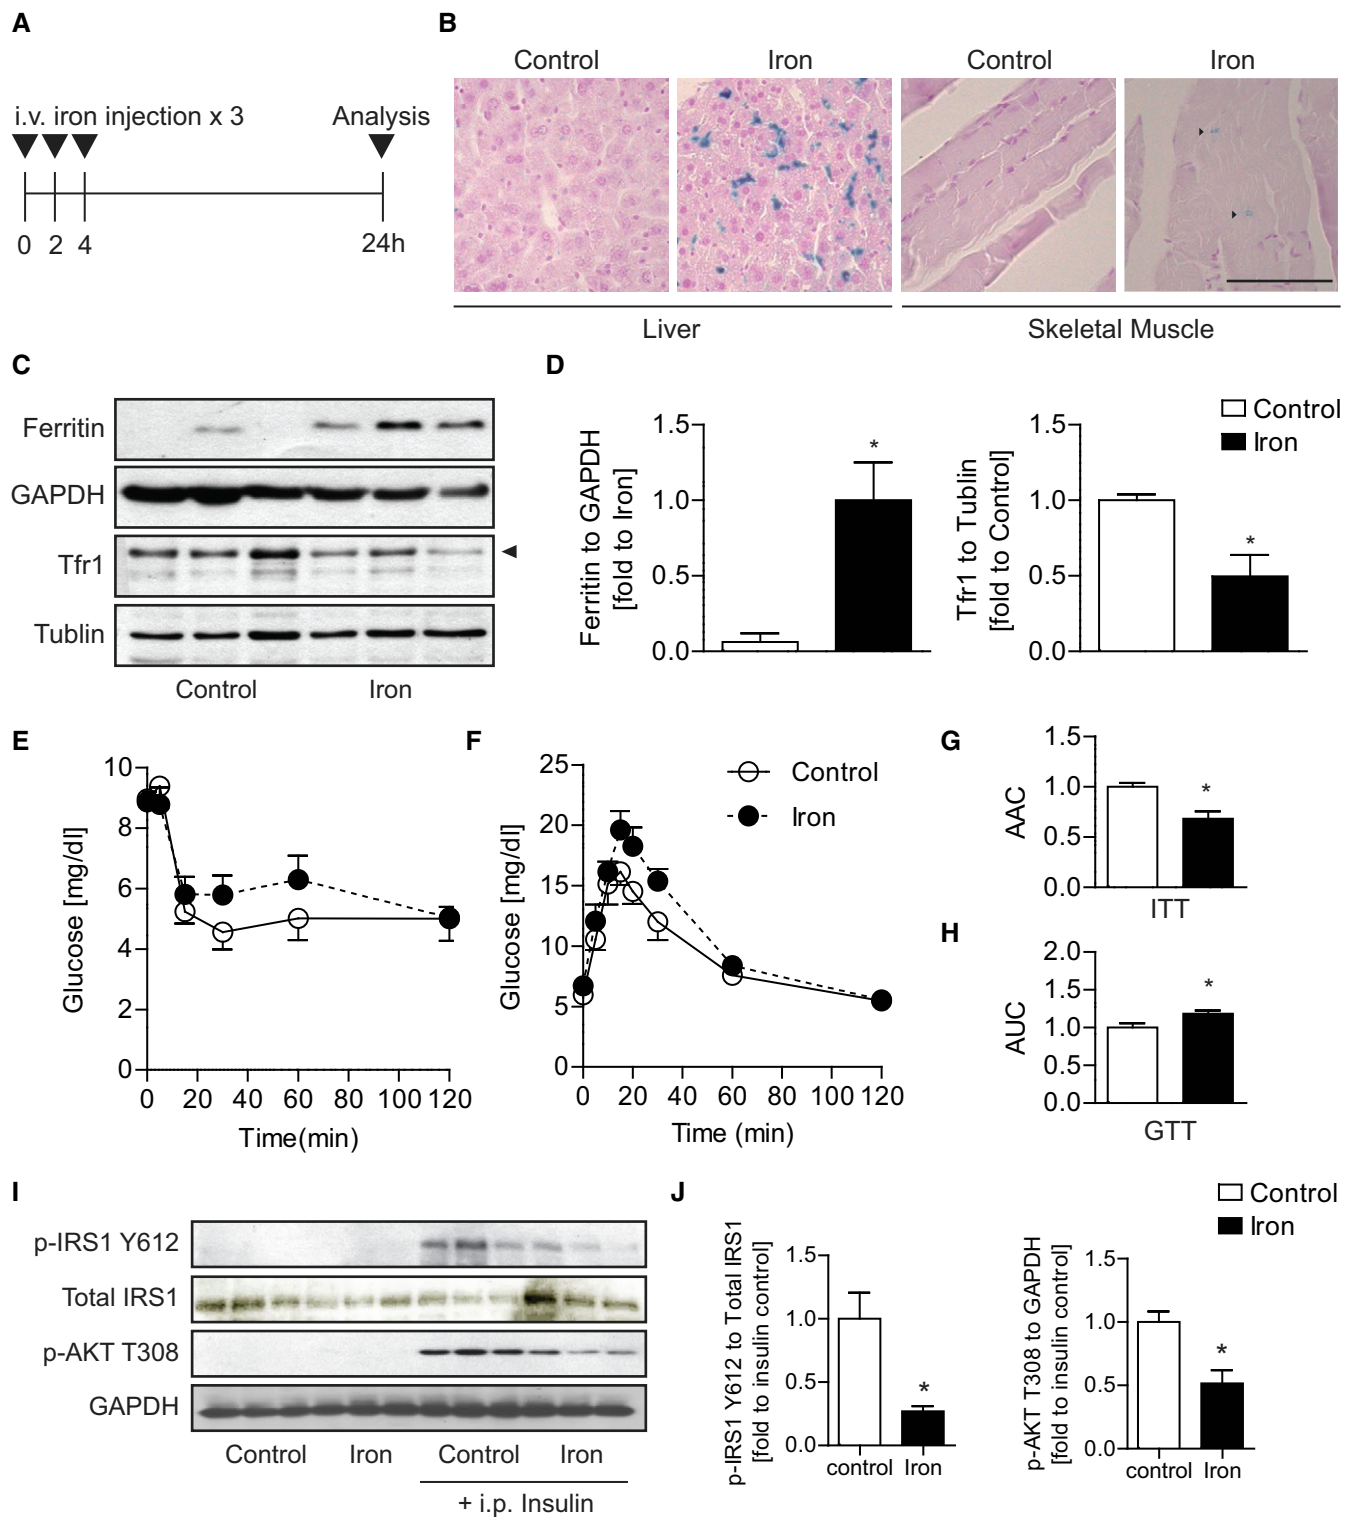 A
i.v. iron injection x 3
Analysis
0 2 4 24h
B
Control Iron Control Iron
Liver Skeletal Muscle
C
Ferritin
GAPDH
Tfr1
Tublin
Control Iron
D
Ferritin to GAPDH
[fold to Iron]
1.5
1.0
0.5
0.0
*
Tfr1 to Tublin
[fold to Control]
1.5
1.0
0.5
0.0
*
Control
Iron
E
Glucose [mg/dl]
10
8
6
4
2
0
0 20 40 60 80 100 120
Time(min)
F
Glucose [mg/dl]
25
20
15
10
5
0
0 20 40 60 80 100 120
Time (min)
Control
Iron
G
AAC
1.5
1.0
0.5
0.0
*
ITT
H
AUC
2.0
1.5
1.0
0.5
0.0
*
GTT
I
p-IRS1 Y612
Total IRS1
p-AKT T308
GAPDH
Control Iron Control Iron
+ i.p. Insulin
J
p-IRS1 Y612 to Total IRS1
[fold to insulin control]
1.5
1.0
0.5
0.0
*
control Iron
p-AKT T308 to GAPDH
[fold to insulin control]
1.5
1.0
0.5
0.0
*
control Iron
Control
Iron